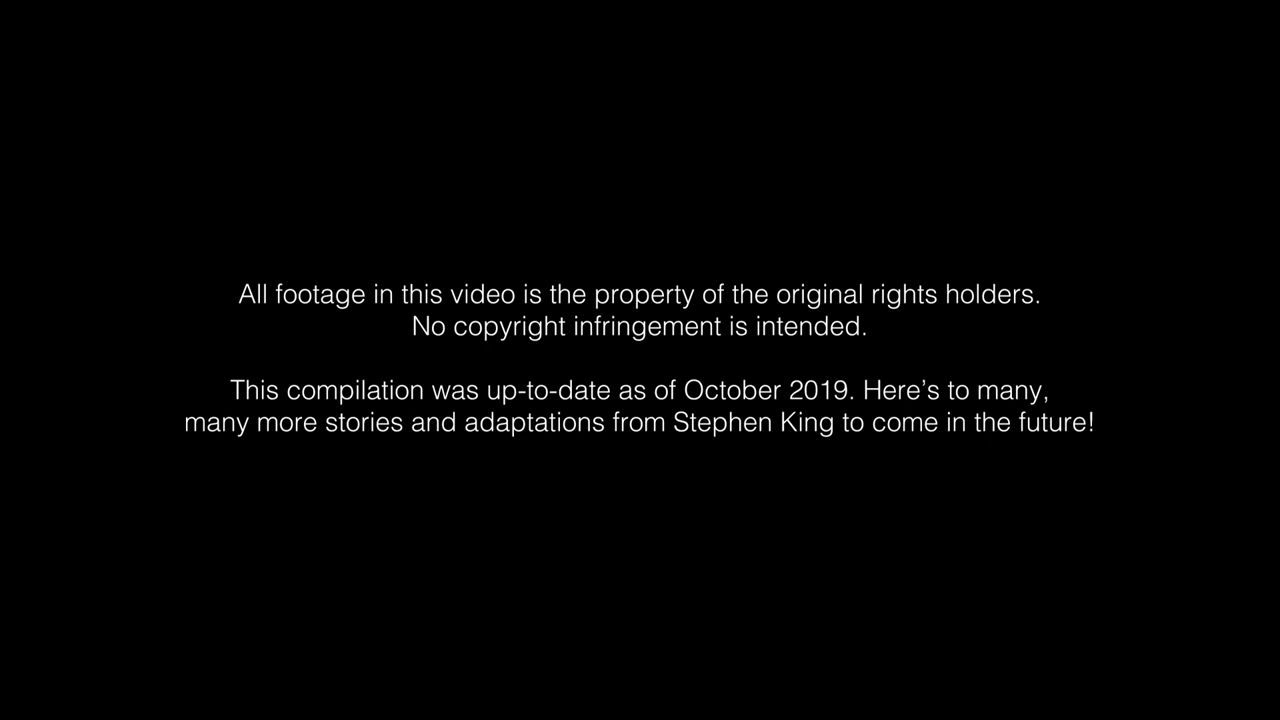 All footage in this video is the property of the original rights holders.
No copyright infringement is intended.
This compilation was up-to-date as of October 2019. Here’s to many,
many more stories and adaptations from Stephen King to come in the future!